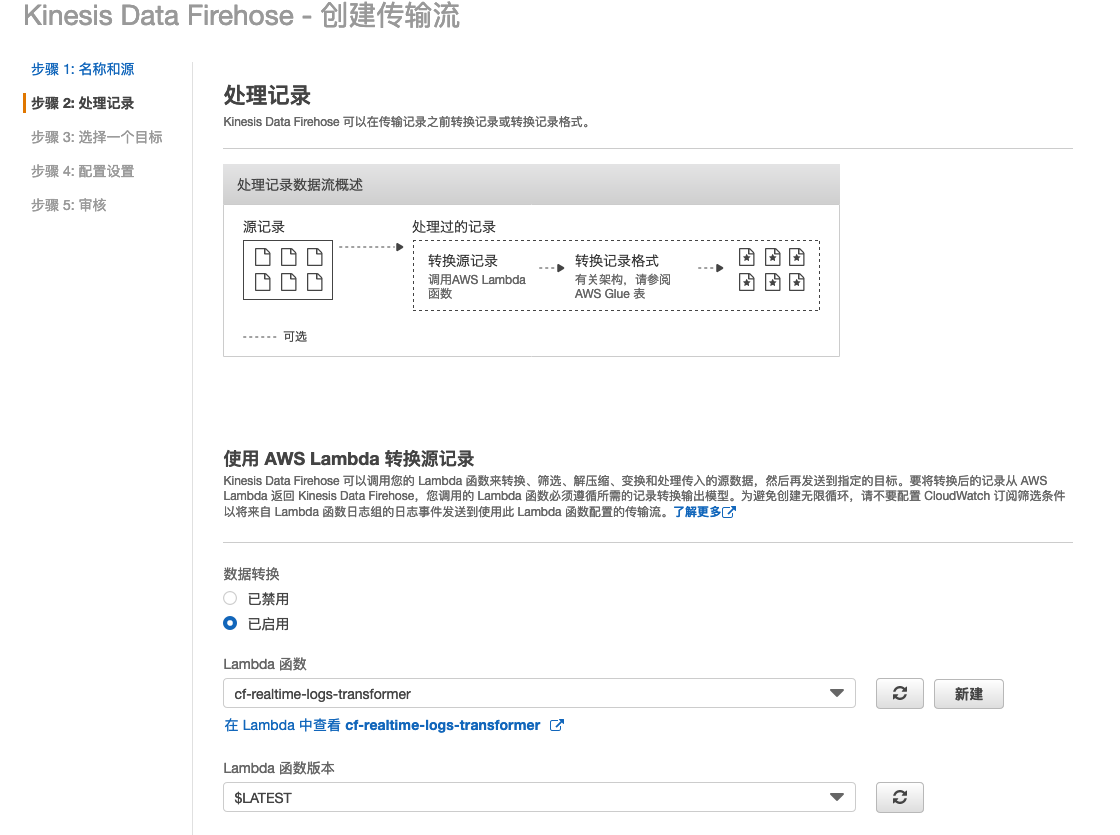 Kinesis Data Firehose - 创建传输流
步骤 1: 名称和源
步骤 2: 处理记录
步骤 3: 选择一个目标
步骤 4: 配置设置
步骤 5: 审核
处理记录
Kinesis Data Firehose 可以在传输记录之前转换记录或转换记录格式。
处理记录数据流概述
源记录
处理过的记录
转换源记录
调用AWS Lambda
函数
转换记录格式
有关架构，请参阅
AWS Glue 表
可选
使用 AWS Lambda 转换源记录
Kinesis Data Firehose 可以调用您的 Lambda 函数来转换、筛选、解压缩、变换和处理传入的源数据，然后再发送到指定的目标。要将转换后的记录从 AWS
Lambda 返回 Kinesis Data Firehose，您调用的 Lambda 函数必须遵循所需的记录转换输出模型。为避免创建无限循环，请不要配置 CloudWatch 订阅筛选条件
以将来自 Lambda 函数日志组的日志事件发送到使用此 Lambda 函数配置的传输流。了解更多
数据转换
已禁用
已启用
Lambda 函数
cf-realtime-logs-transformer
新建
在 Lambda 中查看 cf-realtime-logs-transformer
Lambda 函数版本
$LATEST